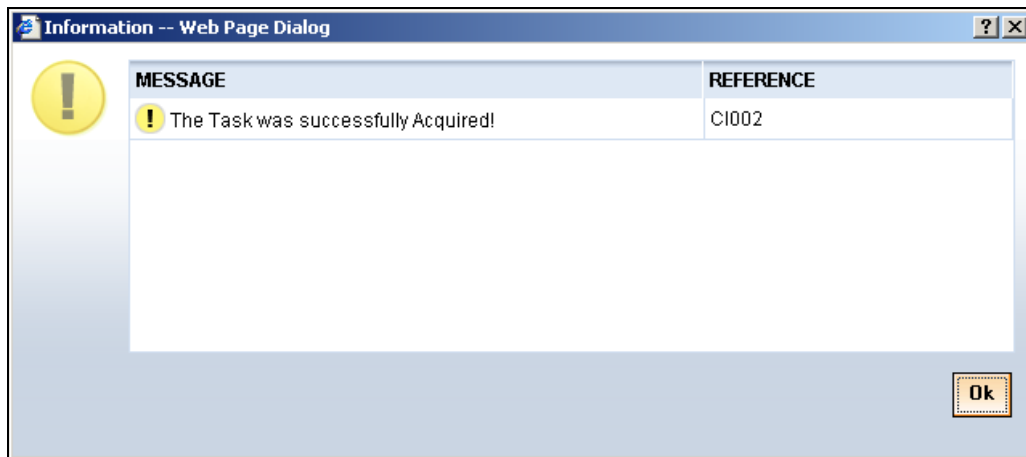 Information -- Web Page Dialog
MESSAGE REFERENCE
The Task was successfully Acquired! CI002
Ok